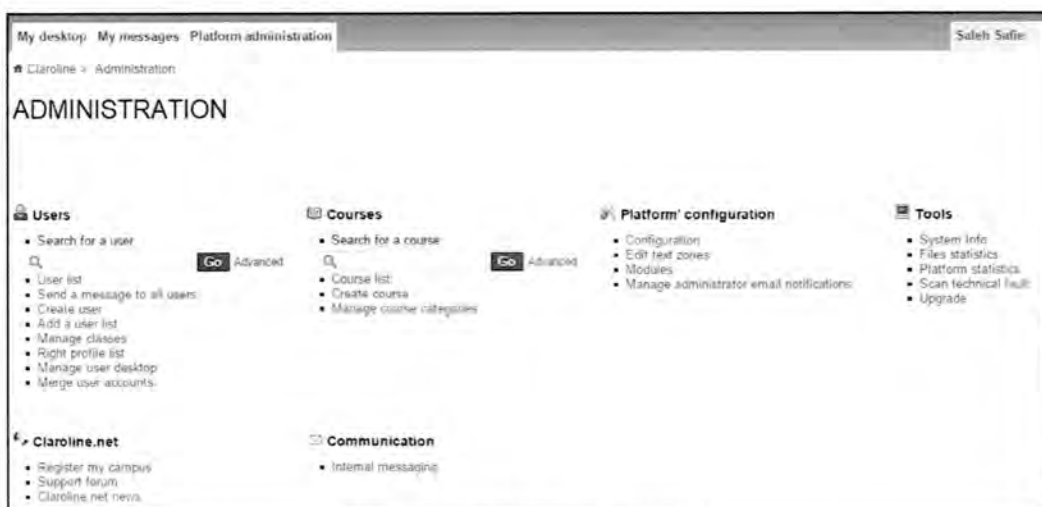 My desktop My messages Platform administration
Saleh Safie
Claroline > Administration
ADMINISTRATION
Users
Search for a user
Go Advanced
User list
Send a message to all users
Create user
Add a user list
Manage classes
Right profile list
Manage user desktop
Merge user accounts
Courses
Search for a course
Go Advanced
Course list
Create course
Manage course categories
Platform' configuration
Configuration
Edit text zones
Modules
Manage administrator email notifications
Tools
System Info
Files statistics
Platform statistics
Scan technical fault
Upgrade
Claroline.net
Register my campus
Support forum
Claroline.net news
Communication
Internal messaging